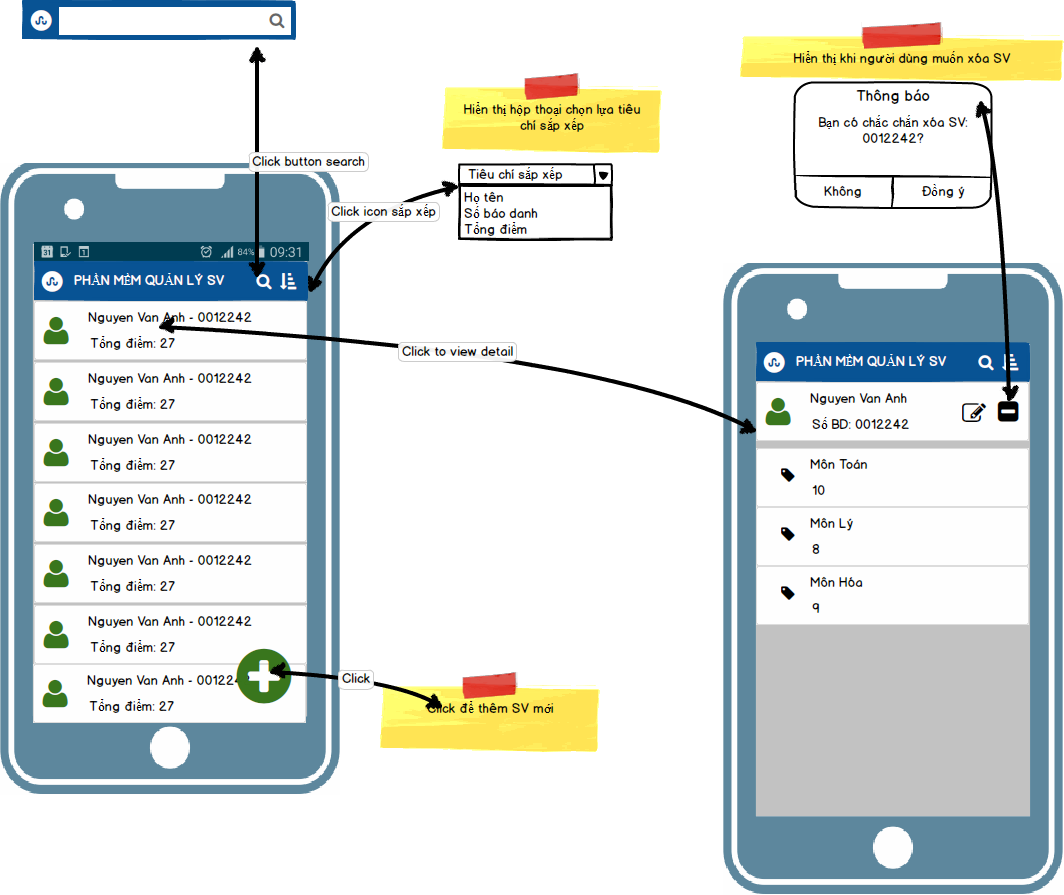 Hiển thị khi người dùng muốn xóa SV
Thông báo
Bạn có chắc chắn xóa SV:
0012242?
Không
Đồng ý
Hiển thị hộp thoại chọn lựa tiêu
chí sắp xếp
Click button search
Tiêu chí sắp xếp
Họ tên
Số báo danh
Tổng điểm
Click icon sắp xếp
31
1
84%
09:31
PHẦN MỀM QUẢN LÝ SV
Nguyen Van Anh - 0012242
Tổng điểm: 27
Nguyen Van Anh - 0012242
Tổng điểm: 27
Nguyen Van Anh - 0012242
Tổng điểm: 27
Nguyen Van Anh - 0012242
Tổng điểm: 27
Nguyen Van Anh - 0012242
Tổng điểm: 27
Nguyen Van Anh - 0012242
Tổng điểm: 27
Nguyen Van Anh - 001224
Tổng điểm: 27
Click to view detail
Click
Click để thêm SV mới
PHẦN MỀM QUẢN LÝ SV
Nguyen Van Anh
Số BD: 0012242
Môn Toán
10
Môn Lý
8
Môn Hóa
9